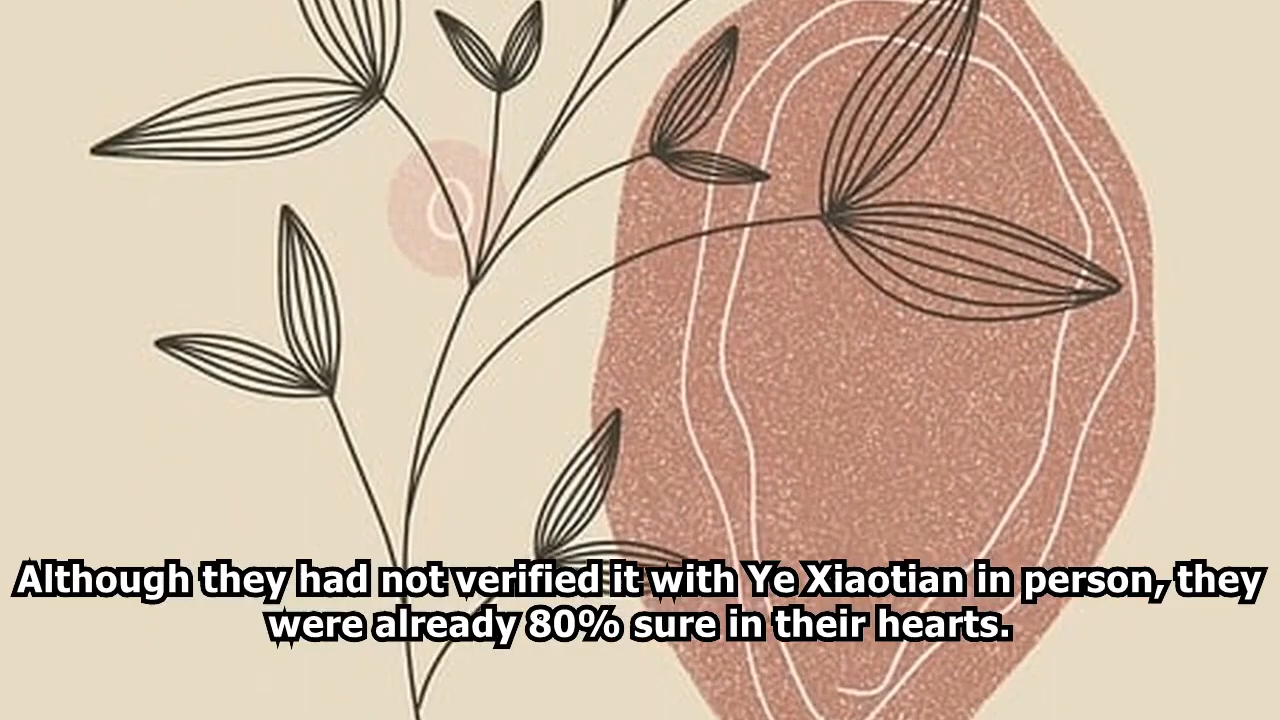 Although they had not verified it with Ye Xiaotian in person, they
were already 80% sure in their hearts.